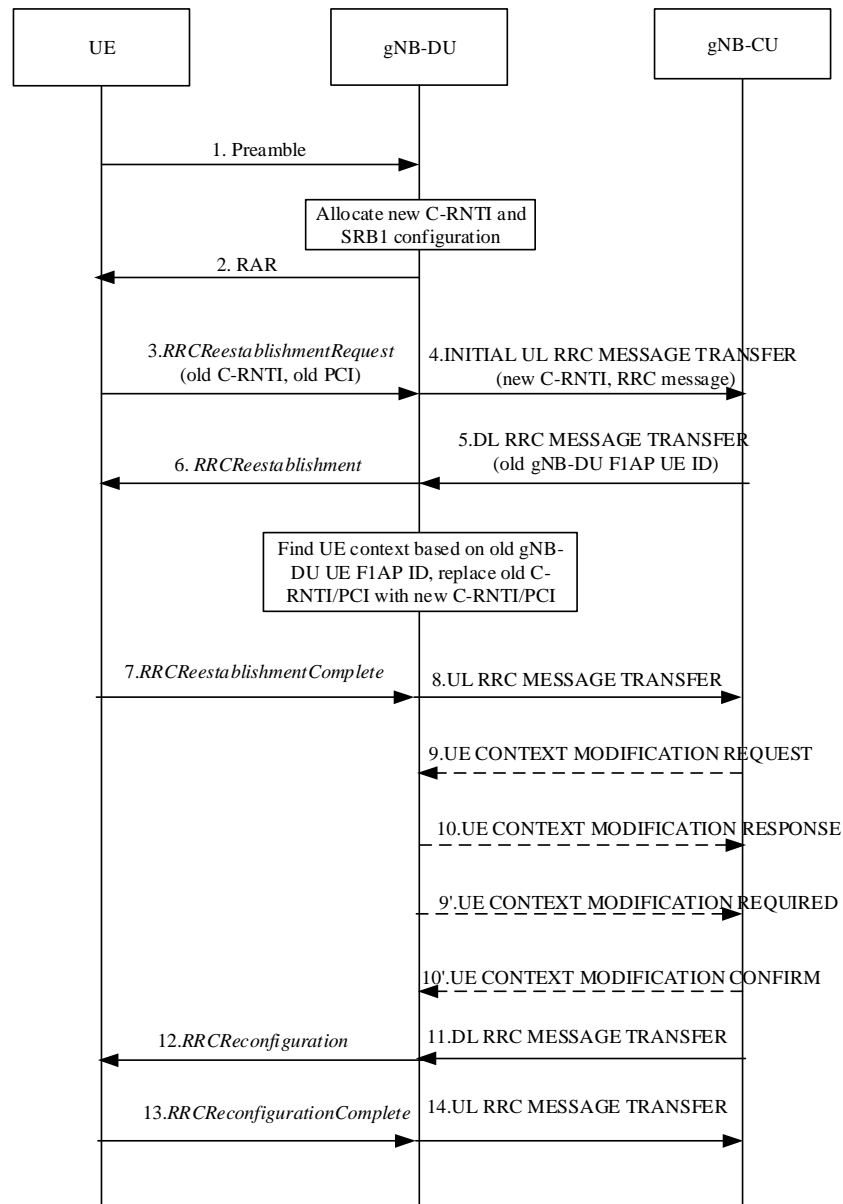 UE
gNB-DU
gNB-CU
1. Preamble
Allocate new C-RNTI and
SRB1 configuration
2. RAR
3.RRCReestablishmentRequest
(old C-RNTI, old PCI)
4.INITIAL UL RRC MESSAGE TRANSFER
(new C-RNTI, RRC message)
5.DL RRC MESSAGE TRANSFER
(old gNB-DU F1AP UE ID)
6. RRCReestablishment
Find UE context based on old gNB-
DU UE F1AP ID, replace old C-
RNTI/PCI with new C-RNTI/PCI
7.RRCReestablishmentComplete
8.UL RRC MESSAGE TRANSFER
9.UE CONTEXT MODIFICATION REQUEST
10.UE CONTEXT MODIFICATION RESPONSE
9'.UE CONTEXT MODIFICATION REQUIRED
10'.UE CONTEXT MODIFICATION CONFIRM
11.DL RRC MESSAGE TRANSFER
12.RRCReconfiguration
13.RRCReconfigurationComplete
14.UL RRC MESSAGE TRANSFER